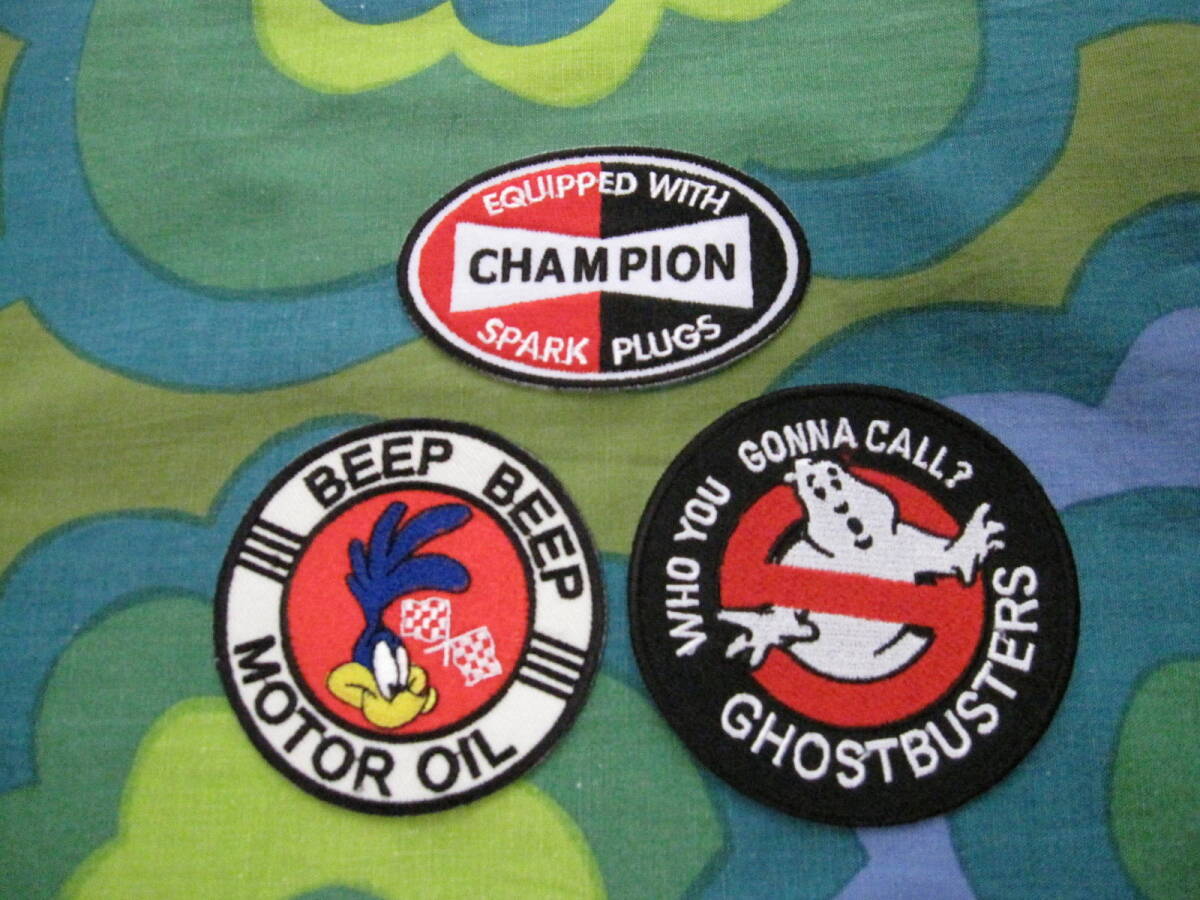 EQUIPPED WITH
CHAMPION
SPARK PLUGS
BEEP BEEP
MOTOR OIL
WHO YOU GONNA CALL?
GHOSTBUSTERS